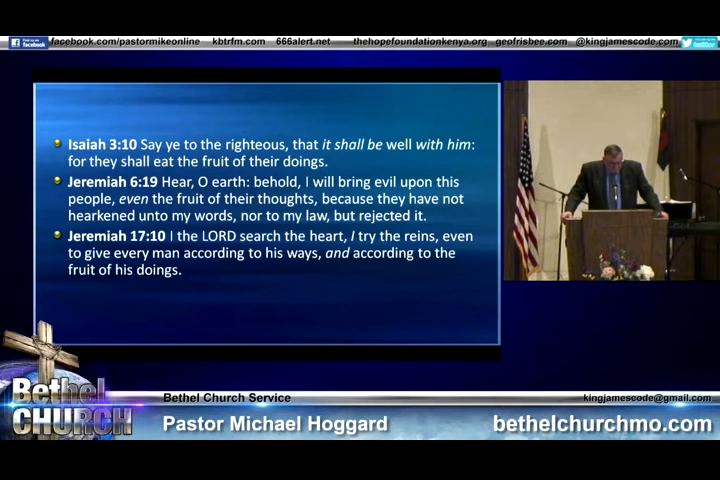 Find us on facebook facebook.com/pastormikeonline kbtrfm.com 666alert.net thehopefoundationkenya.org geofrisbee.com @kingjamescode.com
Isaiah 3:10 Say ye to the righteous, that it shall be well with him:
for they shall eat the fruit of their doings.
Jeremiah 6:19 Hear, O earth: behold, I will bring evil upon this
people, even the fruit of their thoughts, because they have not
hearkened unto my words, nor to my law, but rejected it.
Jeremiah 17:10 I the LORD search the heart, I try the reins, even
to give every man according to his ways, and according to the
fruit of his doings.
Bethel
CHURCH
Bethel Church Service kingjamescode@gmail.com
Pastor Michael Hoggard bethelchurchmo.com